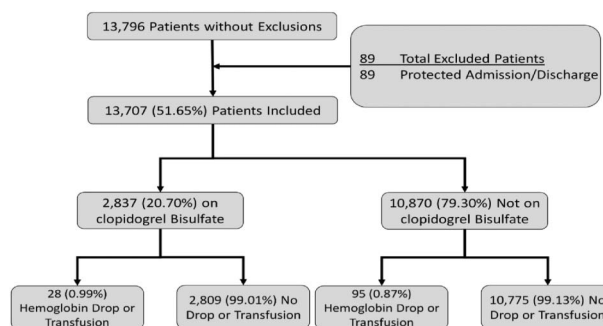 13,796 Patients without Exclusions
89 Total Excluded Patients
89 Protected Admission/Discharge
13,707 (51.65%) Patients Included
2,837 (20.70%) on
clopidogrel Bisulfate
10,870 (79.30%) Not on
clopidogrel Bisulfate
28 (0.99%)
Hemoglobin Drop or
Transfusion
2,809 (99.01%) No
Drop or Transfusion
95 (0.87%)
Hemoglobin Drop or
Transfusion
10,775 (99.13%) No
Drop or Transfusion